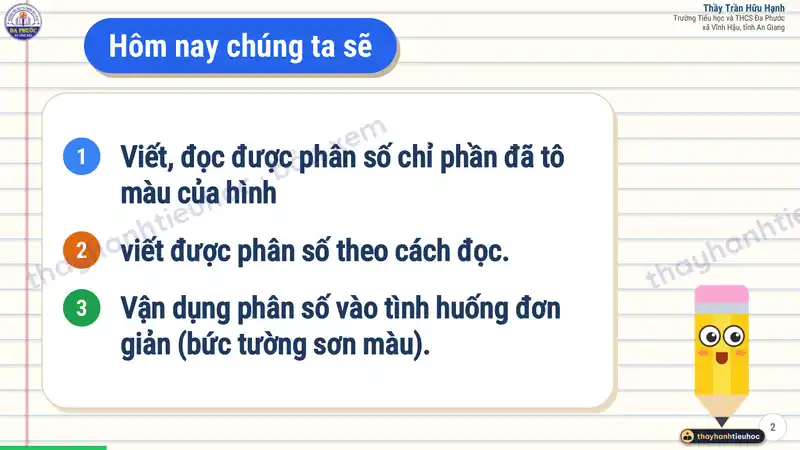 Thầy Trần Hữu Hạnh
Trường Tiểu học và THCS Đa Phước
xã Vĩnh Hậu, tỉnh An Giang
ĐA PHƯỚC
Hôm nay chúng ta sẽ
1
Viết, đọc được phân số chỉ phần đã tô
màu của hình
2
viết được phân số theo cách đọc.
3
Vận dụng phân số vào tình huống đơn
giản (bức tường sơn màu).
2
thayhanhtieuhoc